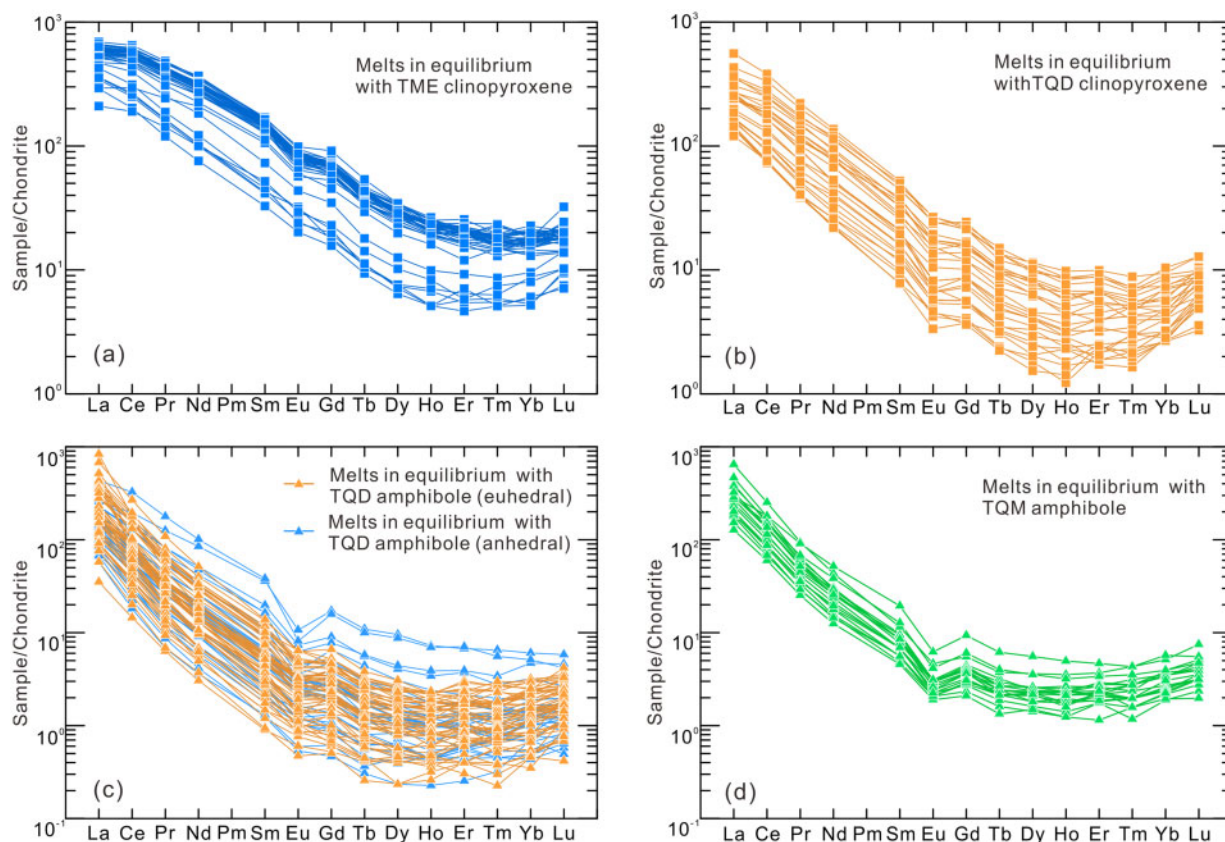 10³
Melts in equilibrium
with TME clinopyroxene
10²
Sample/Chondrite
10¹
(a)
10⁰
La Ce Pr Nd Pm Sm Eu Gd Tb Dy Ho Er Tm Yb Lu
10³
Melts in equilibrium
withTQD clinopyroxene
10²
Sample/Chondrite
10¹
(b)
10⁰
La Ce Pr Nd Pm Sm Eu Gd Tb Dy Ho Er Tm Yb Lu
10³
Melts in equilibrium with
TQD amphibole (euhedral)
Melts in equilibrium with
TQD amphibole (anhedral)
10²
Sample/Chondrite
10¹
10⁰
(c)
10⁻¹
La Ce Pr Nd Pm Sm Eu Gd Tb Dy Ho Er Tm Yb Lu
10³
Melts in equilibrium with
TQM amphibole
10²
Sample/Chondrite
10¹
10⁰
(d)
10⁻¹
La Ce Pr Nd Pm Sm Eu Gd Tb Dy Ho Er Tm Yb Lu